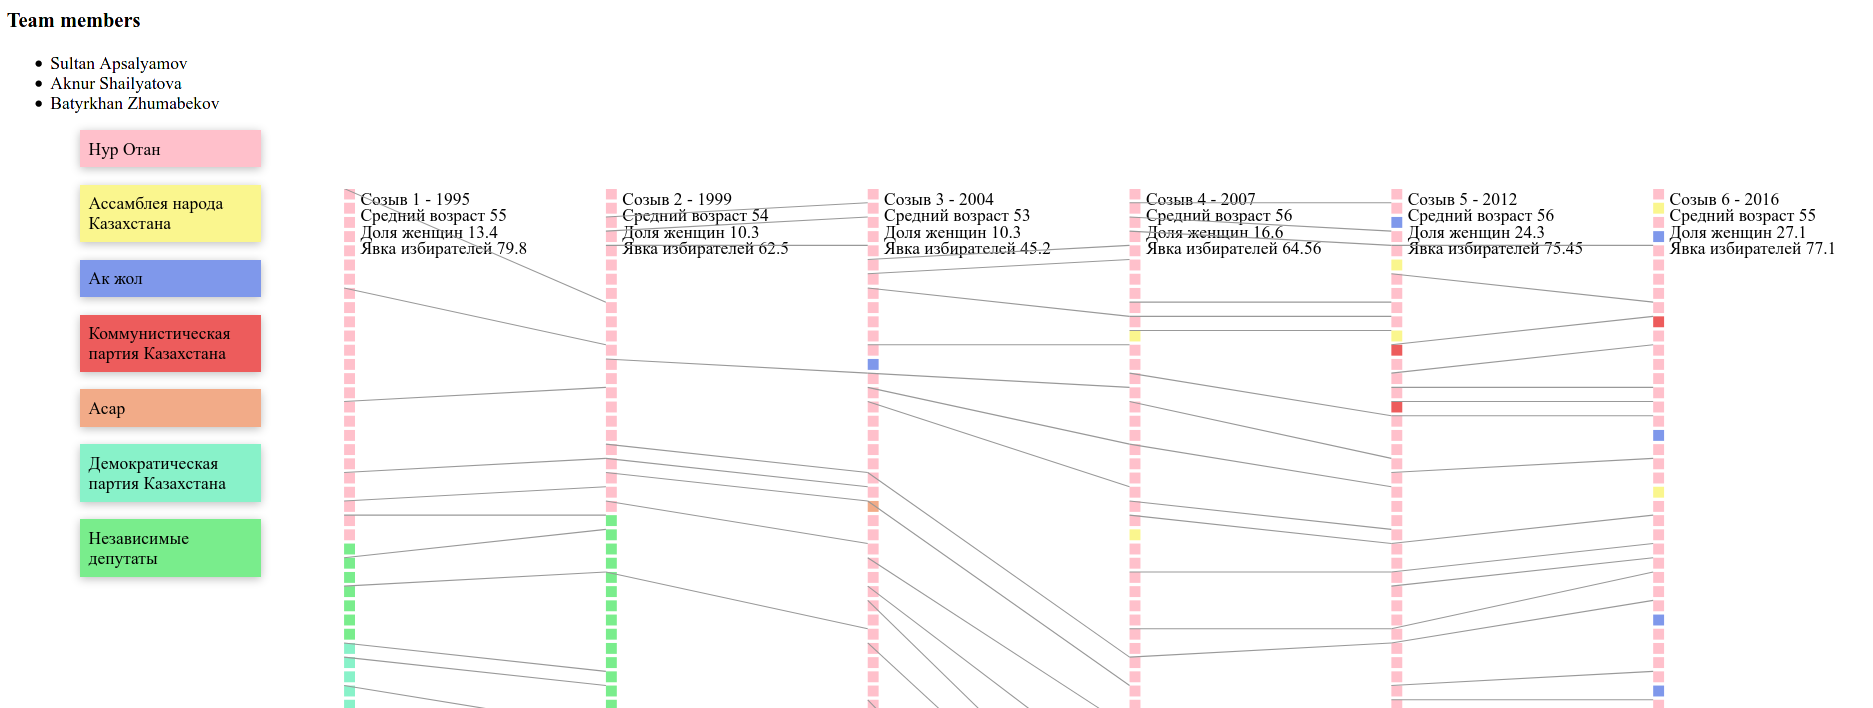 Team members
Sultan Apsalyamov
Aknur Shailyatova
Batyrkhan Zhumabekov
Нур Отан
Ассамблея народа
Казахстана
Ак жол
Коммунистическая
партия Казахстана
Асар
Демократическая
партия Казахстана
Независимые
депутаты
Созыв 1 - 1995
Средний возраст 55
Доля женщин 13.4
Явка избирателей 79.8
Созыв 2 - 1999
Средний возраст 54
Доля женщин 10.3
Явка избирателей 62.5
Созыв 3 - 2004
Средний возраст 53
Доля женщин 10.3
Явка избирателей 45.2
Созыв 4 - 2007
Средний возраст 56
Доля женщин 16.6
Явка избирателей 64.56
Созыв 5 - 2012
Средний возраст 56
Доля женщин 24.3
Явка избирателей 75.45
Созыв 6 - 2016
Средний возраст 55
Доля женщин 27.1
Явка избирателей 77.1